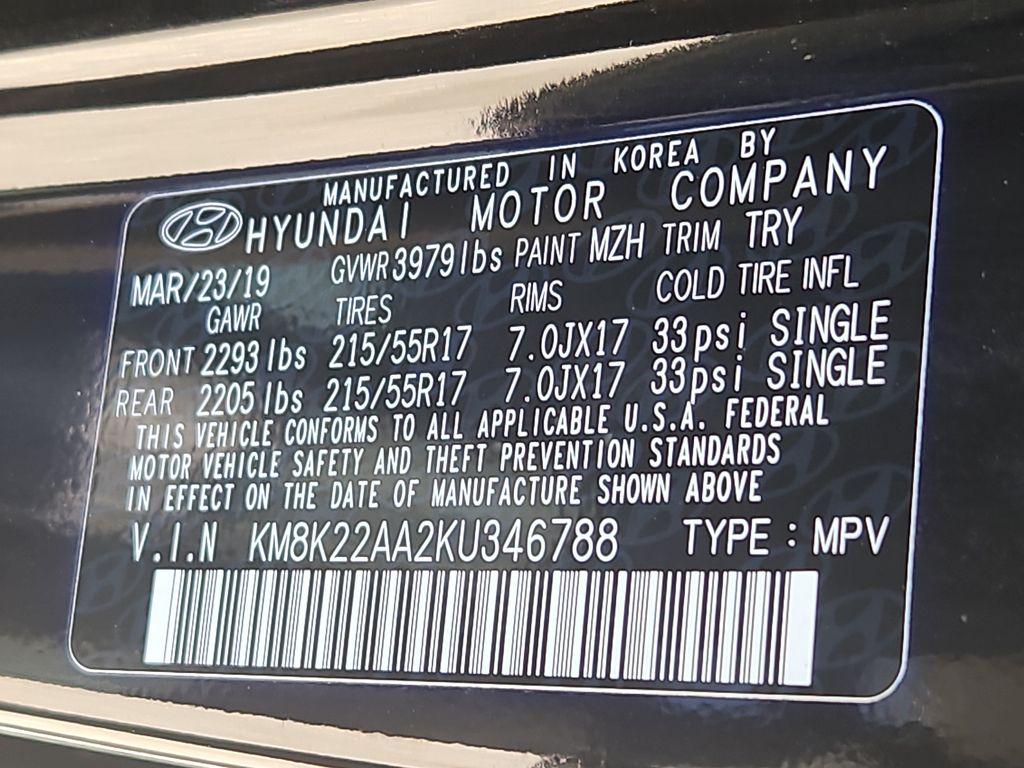 MANUFACTURED IN KOREA BY
HYUNDAI MOTOR COMPANY
MAR/23/19 GVWR 3979lbs PAINT MZH TRIM TRY
GAWR TIRES RIMS COLD TIRE INFL
FRONT 2293 lbs 215/55R17 7.0JX17 33psi SINGLE
REAR 2205 lbs 215/55R17 7.0JX17 33psi SINGLE
THIS VEHICLE CONFORMS TO ALL APPLICABLE U.S.A. FEDERAL
MOTOR VEHICLE SAFETY AND THEFT PREVENTION STANDARDS
IN EFFECT ON THE DATE OF MANUFACTURE SHOWN ABOVE
V.I.N KM8K22AA2KU346788 TYPE : MPV